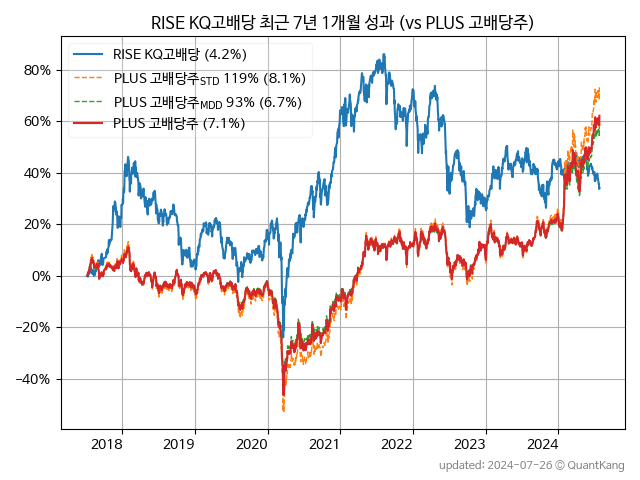 RISE KQ고배당 최근 7년 1개월 성과 (vs PLUS 고배당주)
RISE KQ고배당 (4.2%)
PLUS 고배당주STD 119% (8.1%)
PLUS 고배당주MDD 93% (6.7%)
PLUS 고배당주 (7.1%)
80%
60%
40%
20%
0%
−20%
−40%
2018 2019 2020 2021 2022 2023 2024
updated: 2024-07-26 © QuantKang